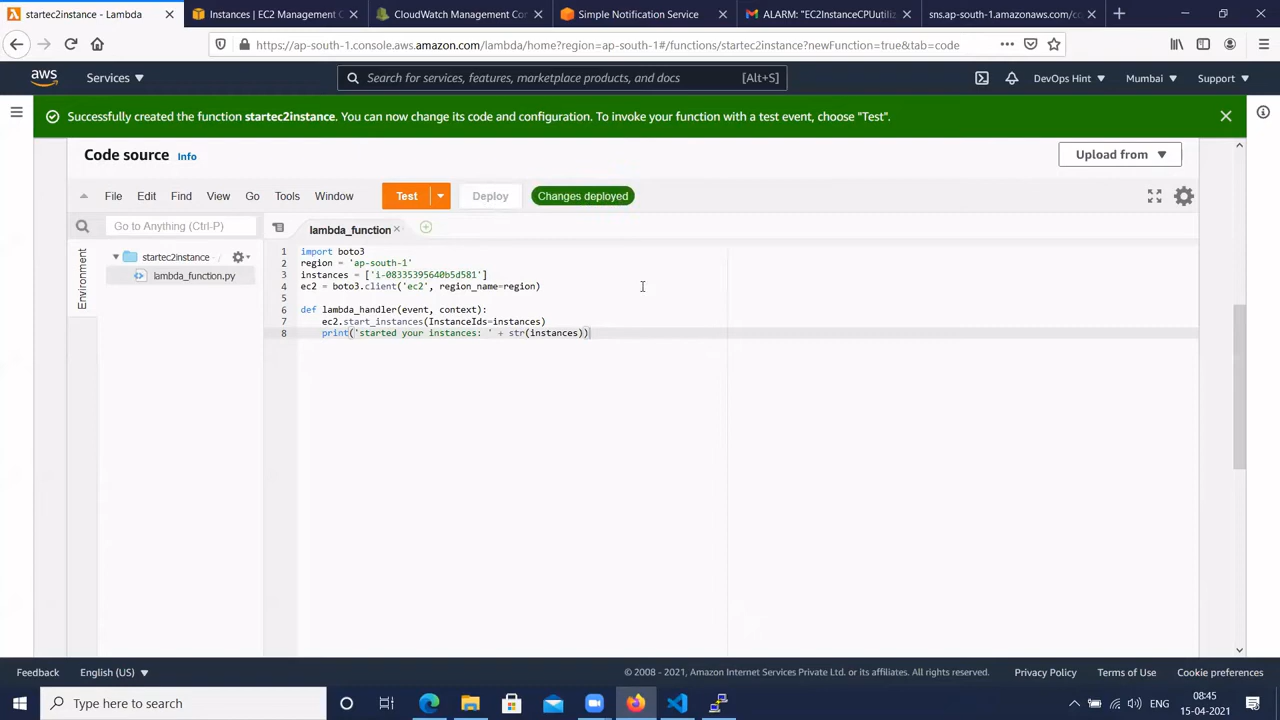 startec2instance - Lambda
Instances | EC2 Management C
CloudWatch Management Con
Simple Notification Service
ALARM: "EC2InstanceCPUutiliz
sns.ap-south-1.amazonaws.com/cc
https://ap-south-1.console.aws.amazon.com/lambda/home?region=ap-south-1#/functions/startec2instance?newFunction=true&tab=code
aws
Services
Search for services, features, marketplace products, and docs
[Alt+S]
DevOps Hint
Mumbai
Support
Successfully created the function startec2instance. You can now change its code and configuration. To invoke your function with a test event, choose "Test".
Code source
Info
Upload from
File
Edit
Find
View
Go
Tools
Window
Test
Deploy
Changes deployed
Go to Anything (Ctrl-P)
lambda_function
Environment
startec2instance
lambda_function.py
1 import boto3
2 region = 'ap-south-1'
3 instances = ['i-08335395640b5d581']
4 ec2 = boto3.client('ec2', region_name=region)
5
6 def lambda_handler(event, context):
7 ec2.start_instances(InstanceIds=instances)
8 print('started your instances: ' + str(instances))
Feedback
English (US)
© 2008 - 2021, Amazon Internet Services Private Ltd. or its affiliates. All rights reserved.
Privacy Policy
Terms of Use
Cookie preferences
Type here to search
ENG
08:45
15-04-2021